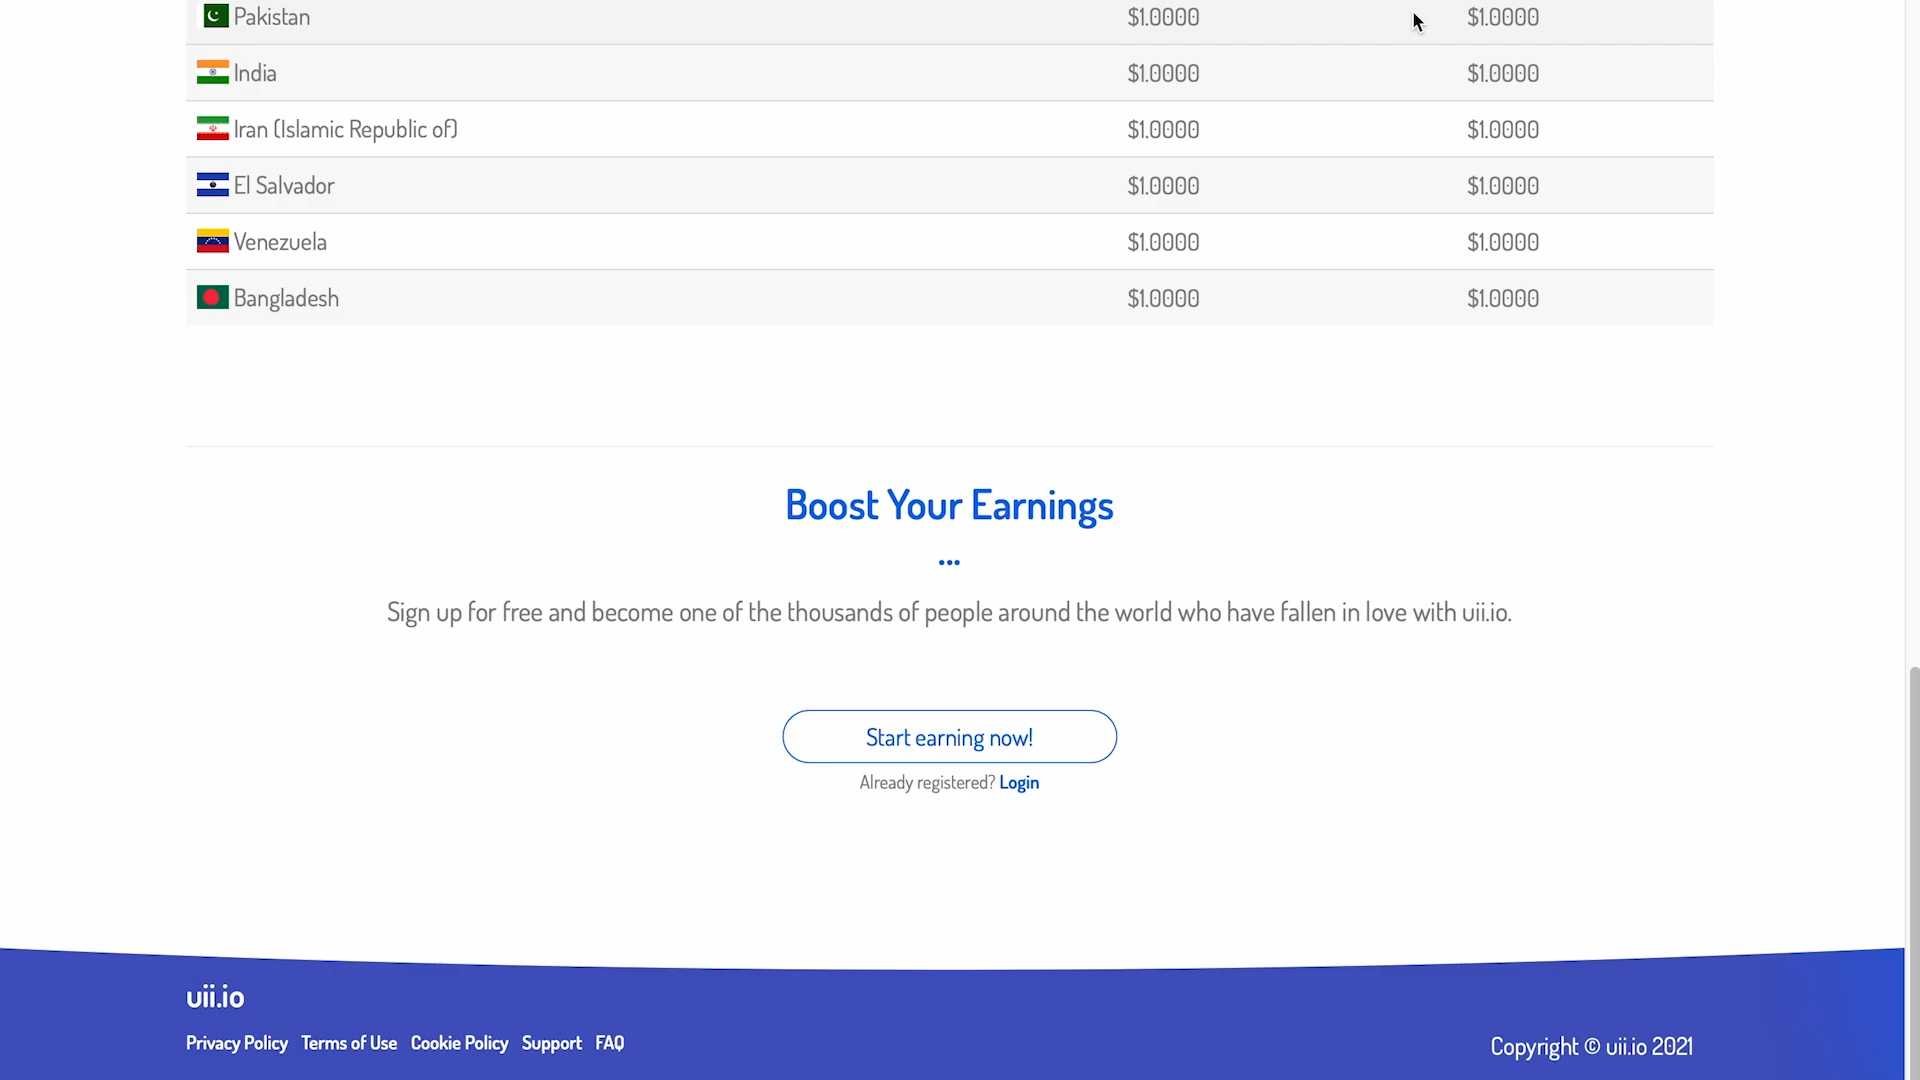 Pakistan $1.0000 $1.0000
India $1.0000 $1.0000
Iran (Islamic Republic of) $1.0000 $1.0000
El Salvador $1.0000 $1.0000
Venezuela $1.0000 $1.0000
Bangladesh $1.0000 $1.0000
Boost Your Earnings
Sign up for free and become one of the thousands of people around the world who have fallen in love with uii.io.
Start earning now!
Already registered? Login
uii.io
Privacy Policy Terms of Use Cookie Policy Support FAQ
Copyright © uii.io 2021